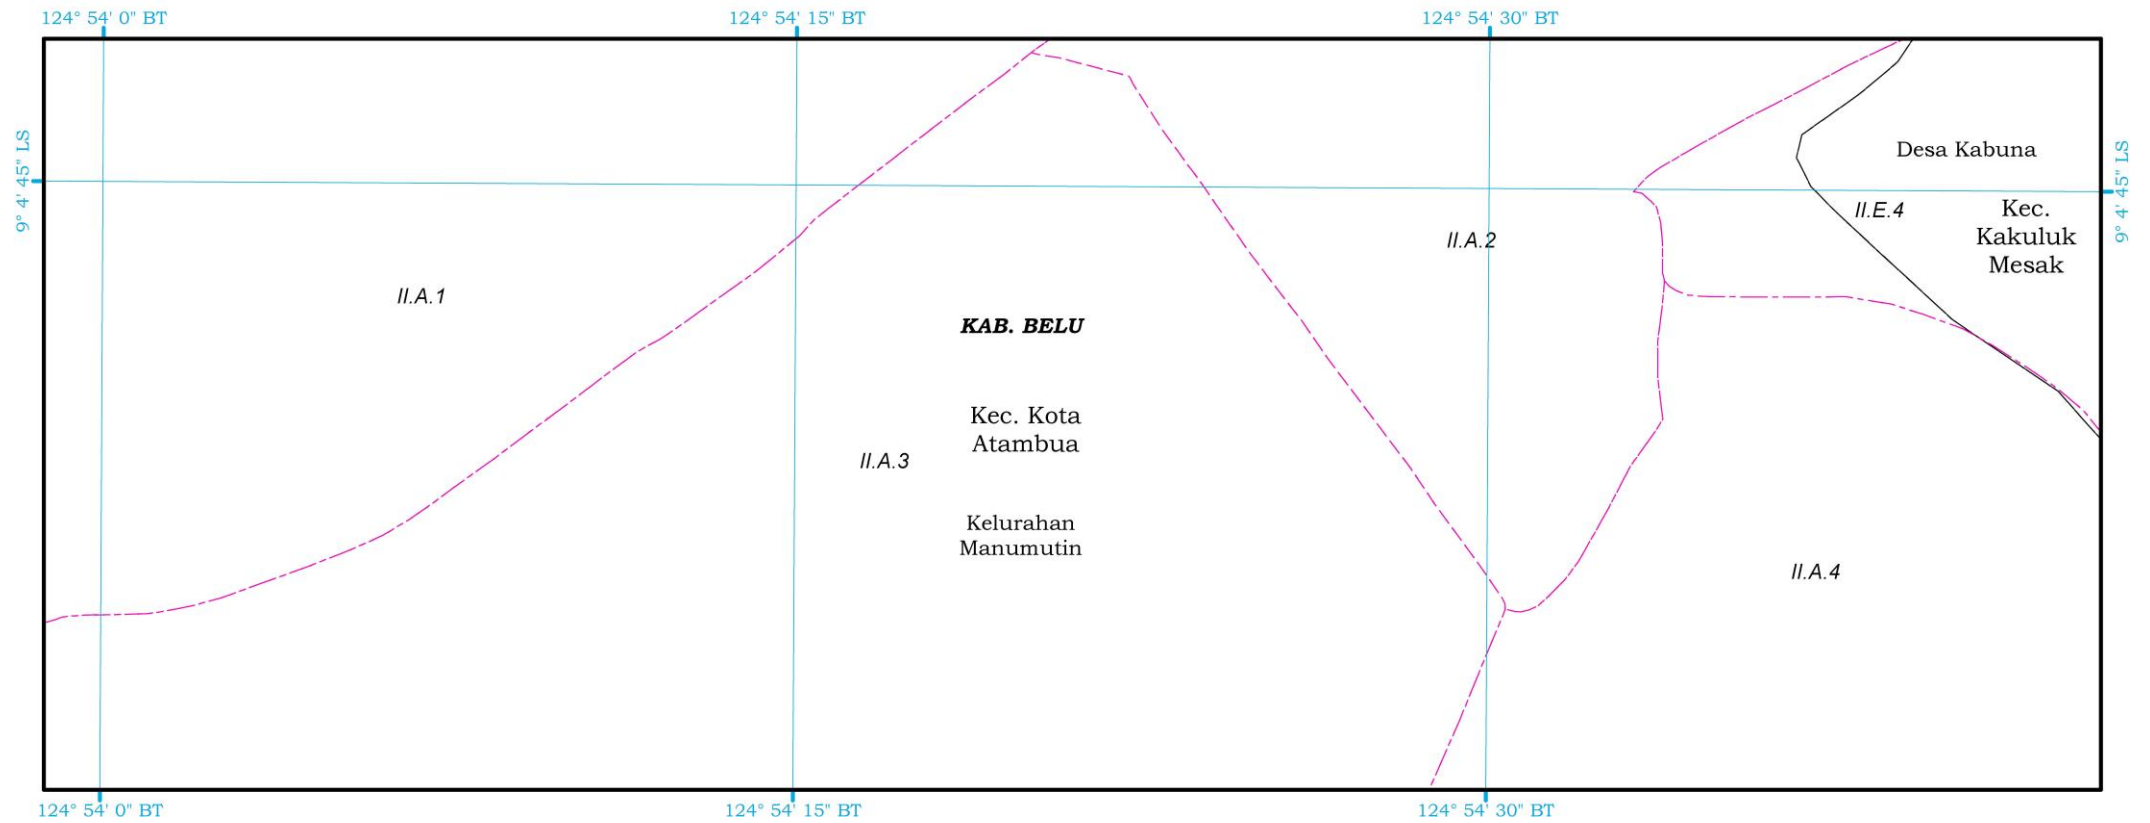 124° 54' 0" BT
124° 54' 15" BT
124° 54' 30" BT
9° 4' 45" LS
9° 4' 45" LS
Desa Kabuna
II.E.4
Kec.
Kakuluk
Mesak
II.A.2
II.A.1
KAB. BELU
Kec. Kota
Atambua
II.A.3
Kelurahan
Manumutin
II.A.4
124° 54' 0" BT
124° 54' 15" BT
124° 54' 30" BT